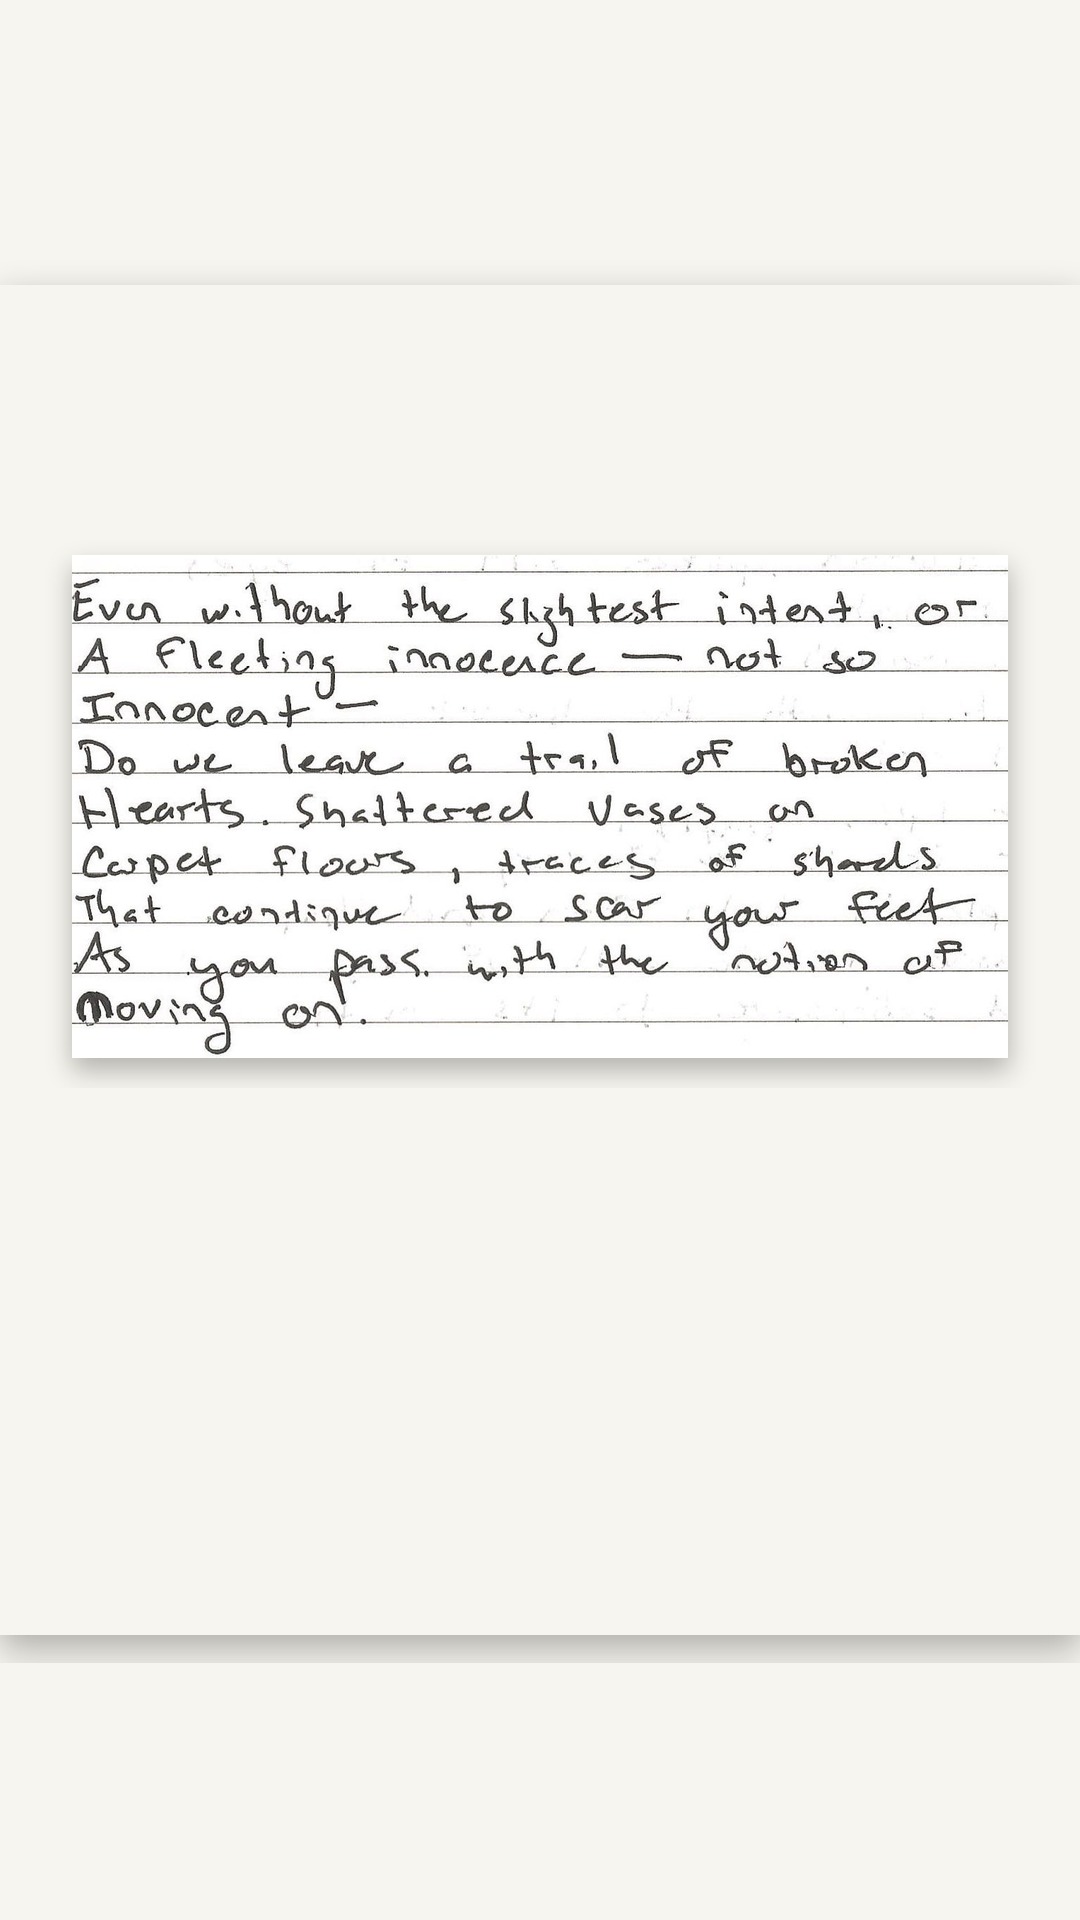 Even without the slightest intent, or
A fleeting innocence — not so
Innocent —
Do we leave a trail of broken
Hearts. Shattered vases on
Carpet floors, traces of shards
That continue to scar your feet
As you pass with the notion of
Moving on.